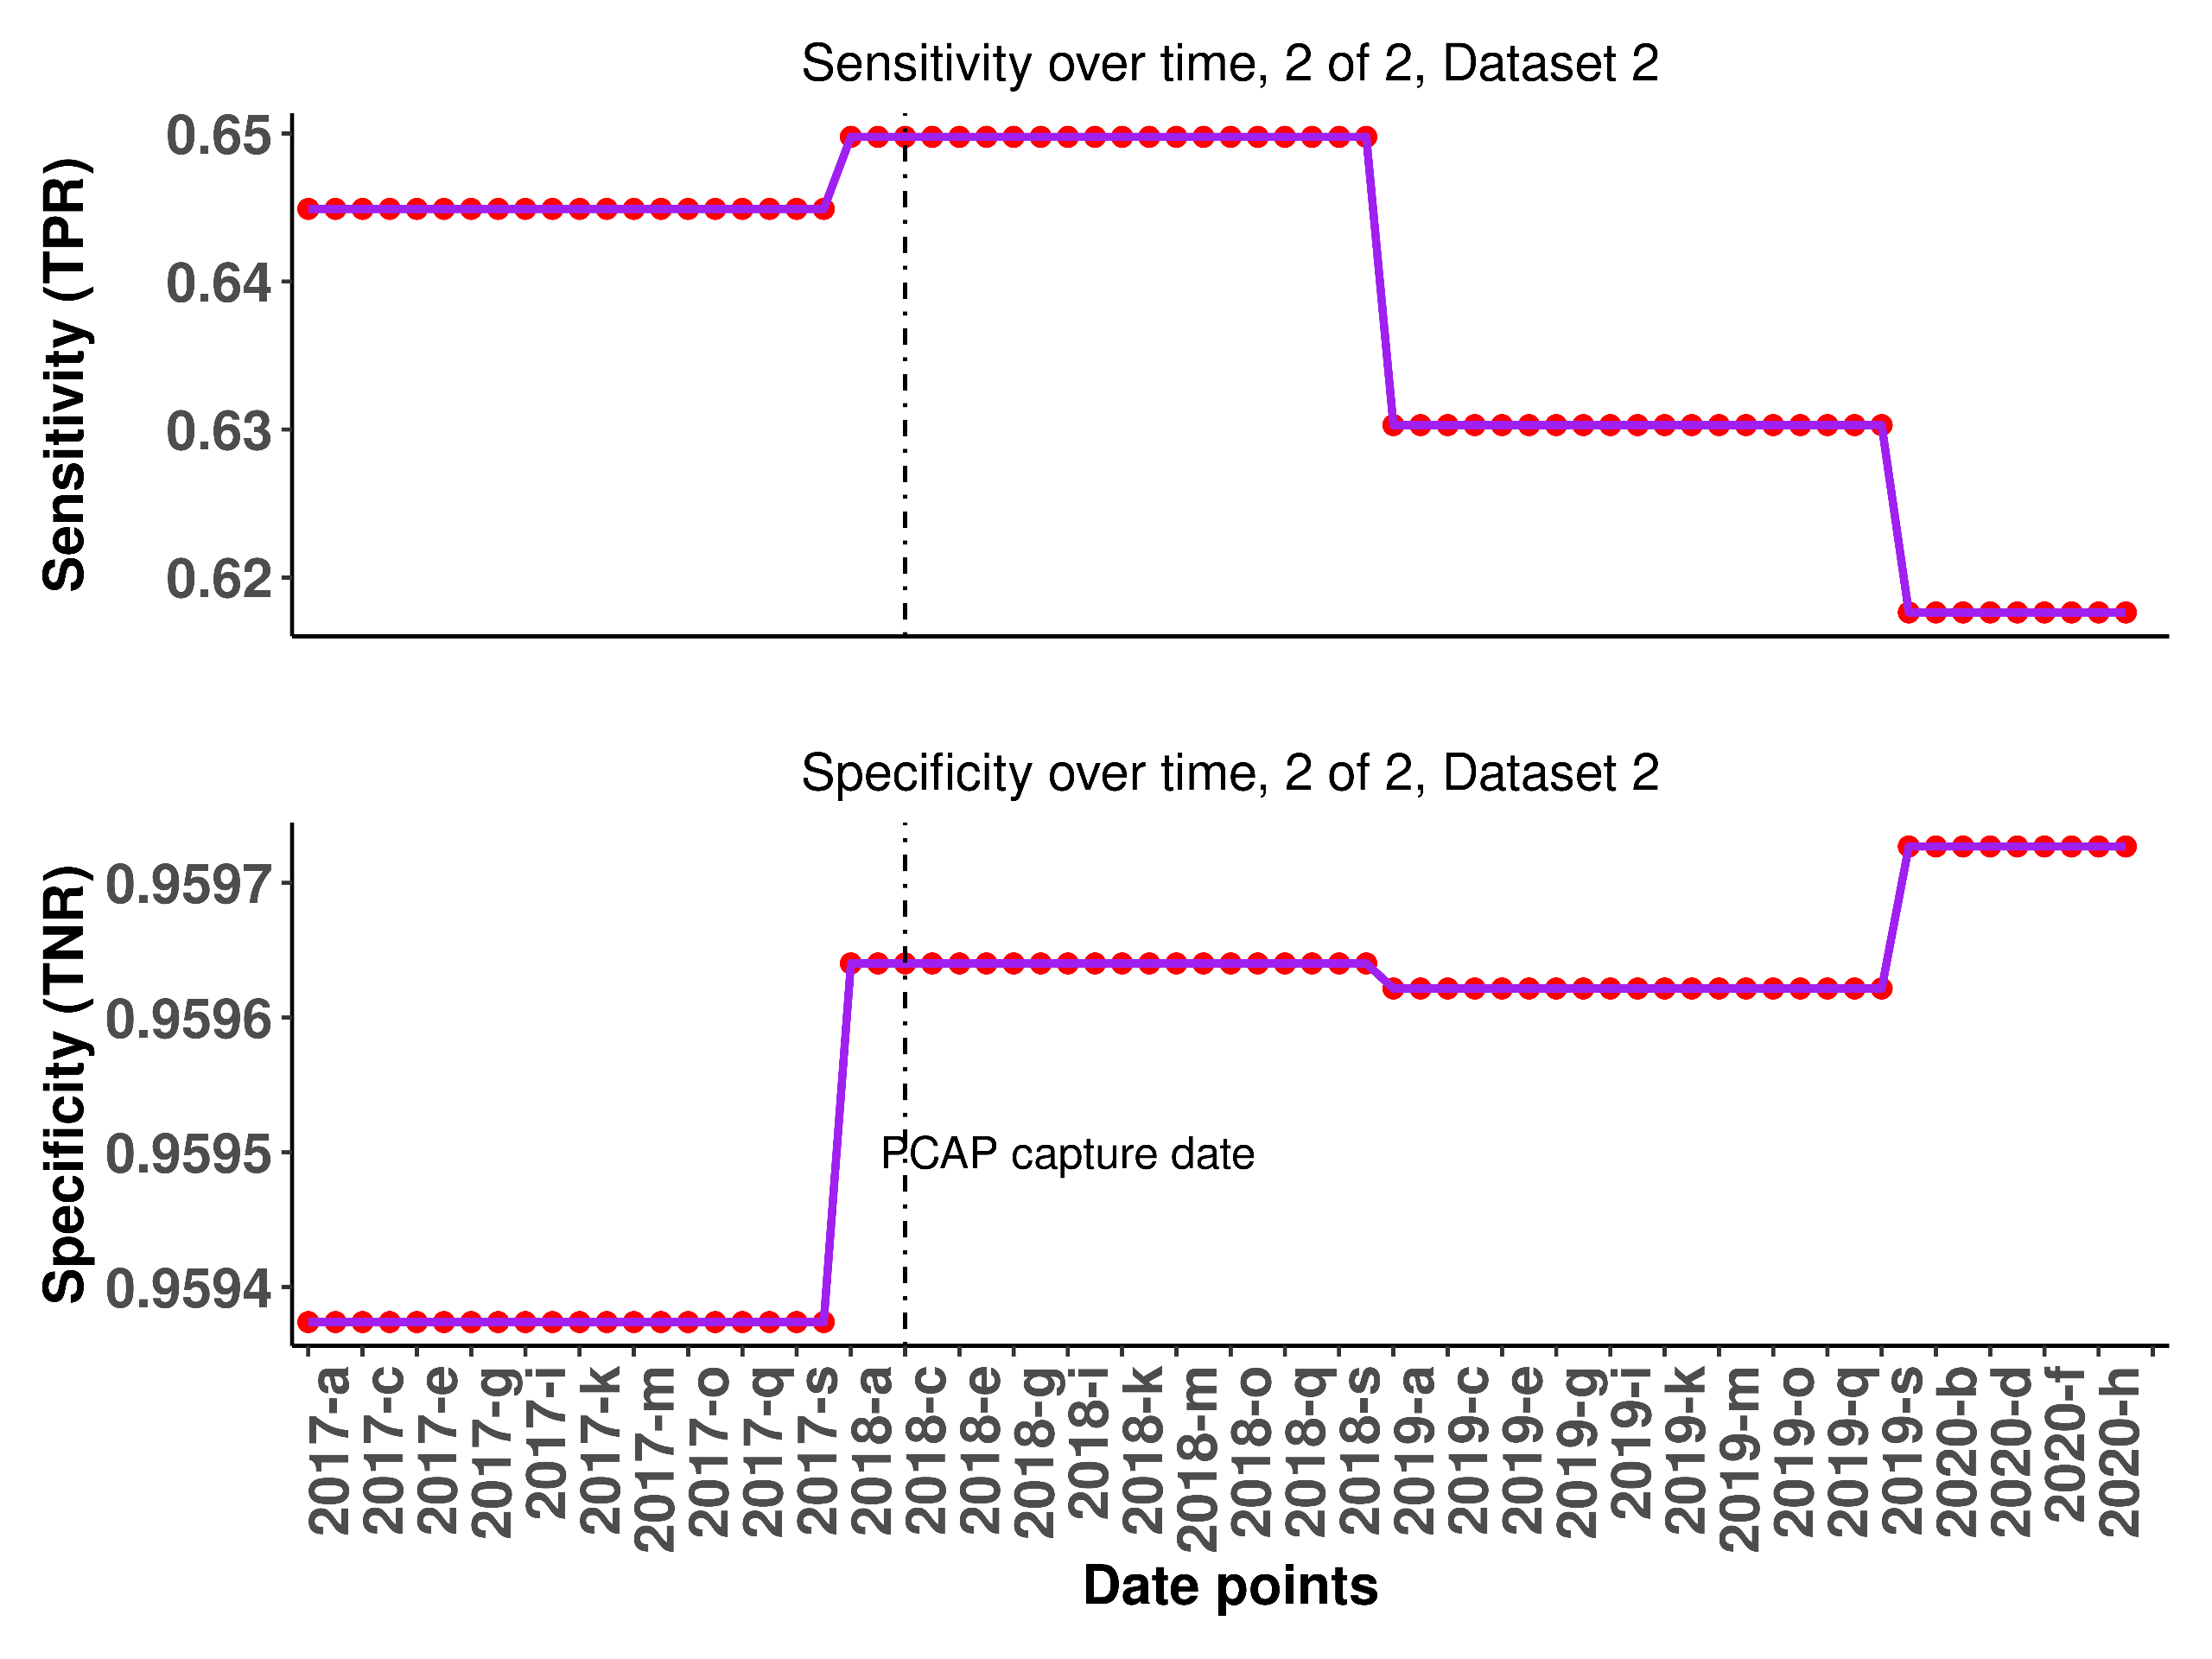 Sensitivity over time, 2 of 2, Dataset 2
Sensitivity (TPR)
0.65
0.64
0.63
0.62
Specificity over time, 2 of 2, Dataset 2
Specificity (TNR)
0.9597
0.9596
0.9595
0.9594
PCAP capture date
2017-a
2017-c
2017-e
2017-g
2017-i
2017-k
2017-m
2017-o
2017-q
2017-s
2018-a
2018-c
2018-e
2018-g
2018-i
2018-k
2018-m
2018-o
2018-q
2018-s
2019-a
2019-c
2019-e
2019-g
2019-i
2019-k
2019-m
2019-o
2019-q
2019-s
2020-b
2020-d
2020-f
2020-h
Date points